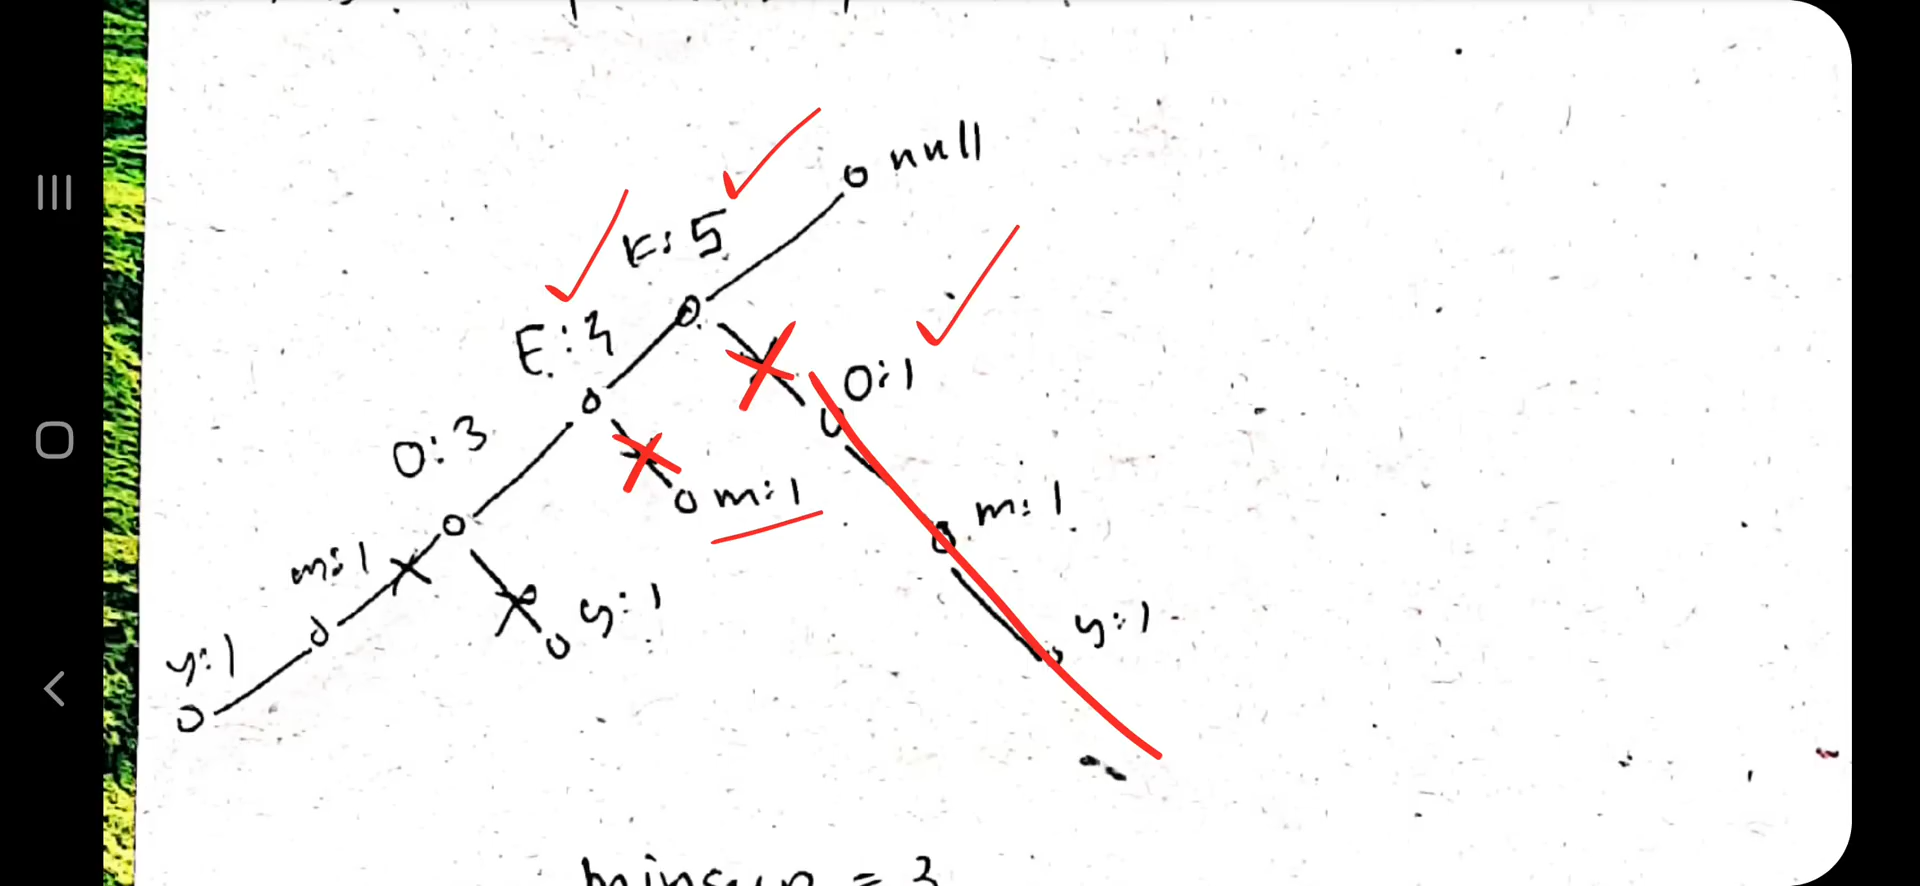 null
K: 5
E: 4
O: 1
O: 3
m: 1
m: 1
m: 1
y: 1
y: 1
y: 1
minsup = 3